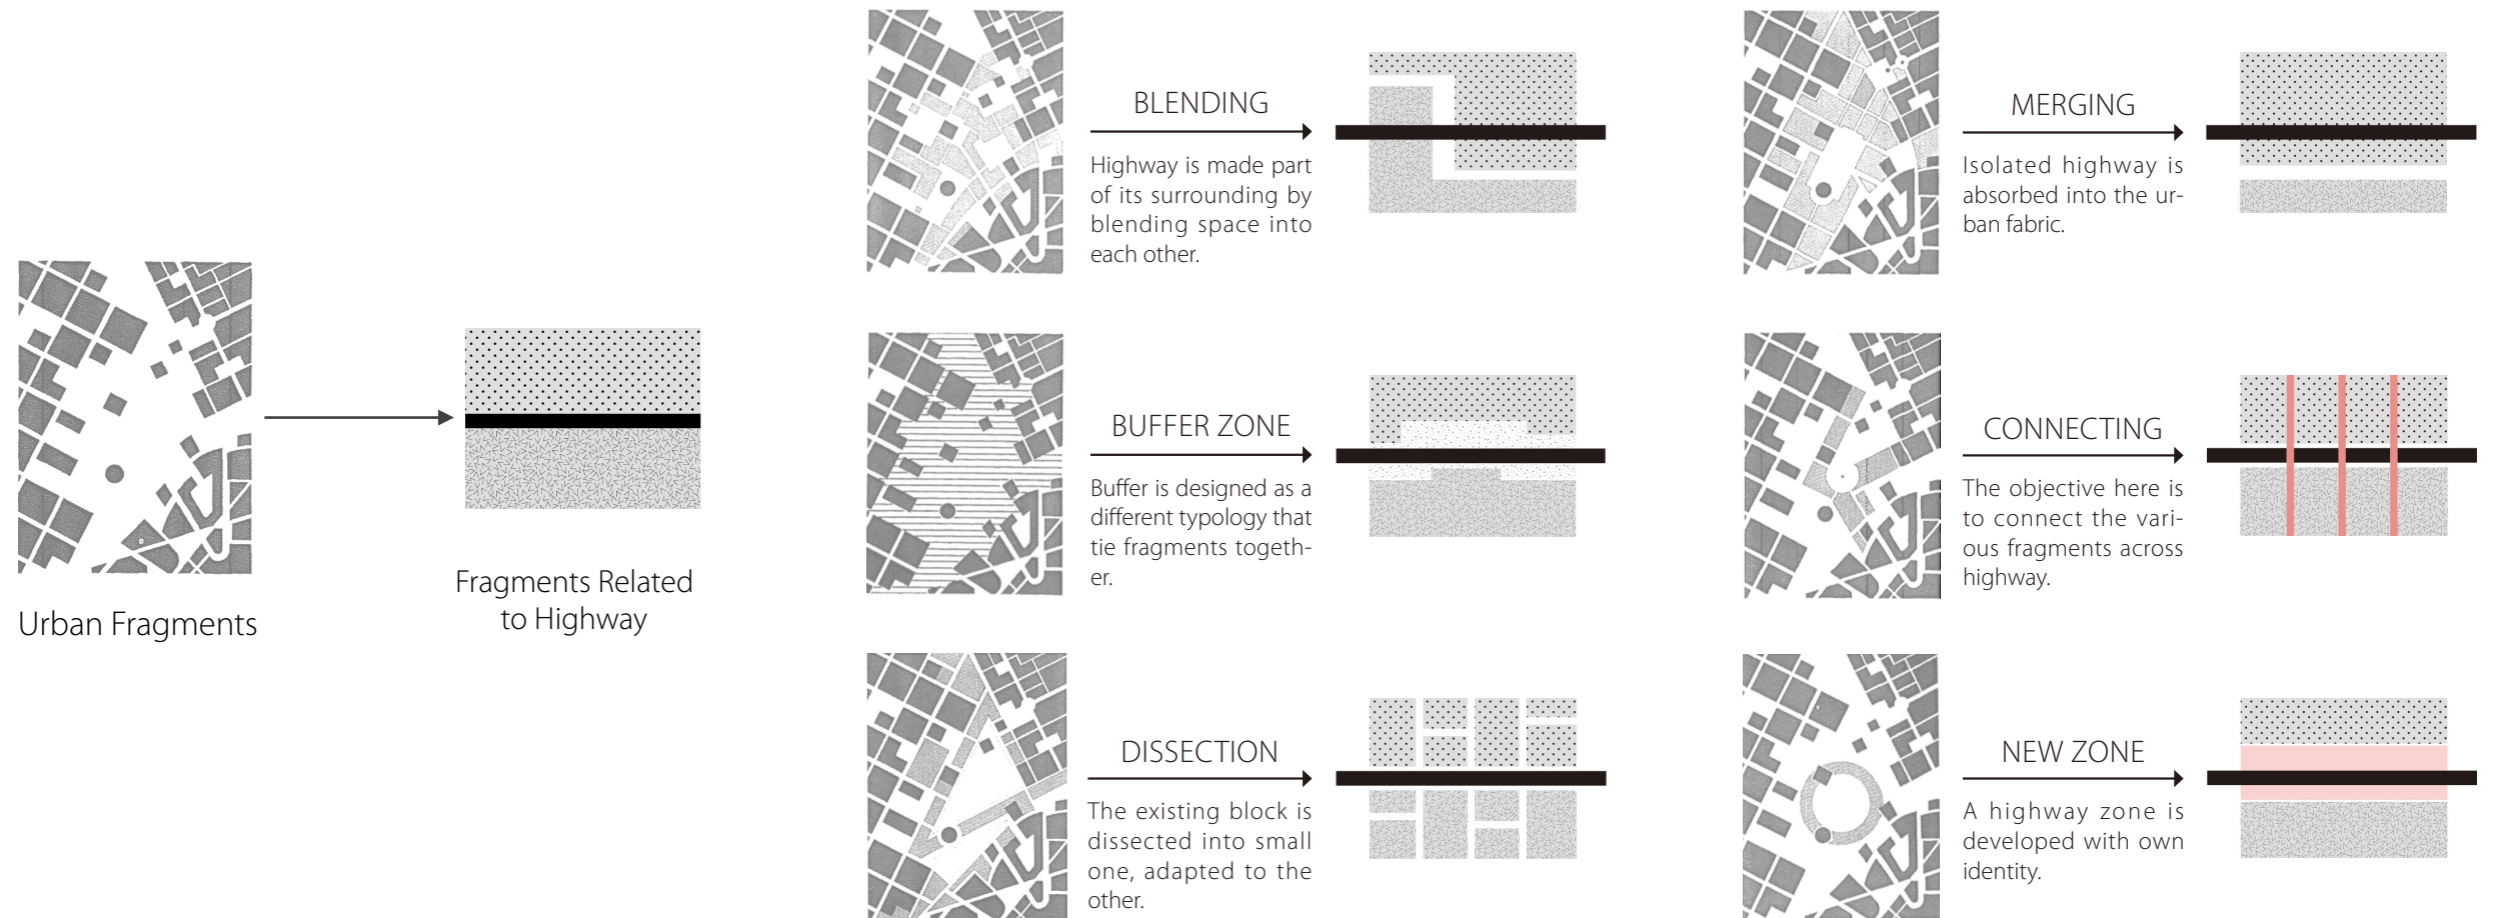 Urban Fragments
Fragments Related
to Highway
BLENDING
Highway is made part
of its surrounding by
blending space into
each other.
MERGING
Isolated highway is
absorbed into the ur-
ban fabric.
BUFFER ZONE
Buffer is designed as a
different typology that
tie fragments togeth-
er.
CONNECTING
The objective here is
to connect the vari-
ous fragments across
highway.
DISSECTION
The existing block is
dissected into small
one, adapted to the
other.
NEW ZONE
A highway zone is
developed with own
identity.